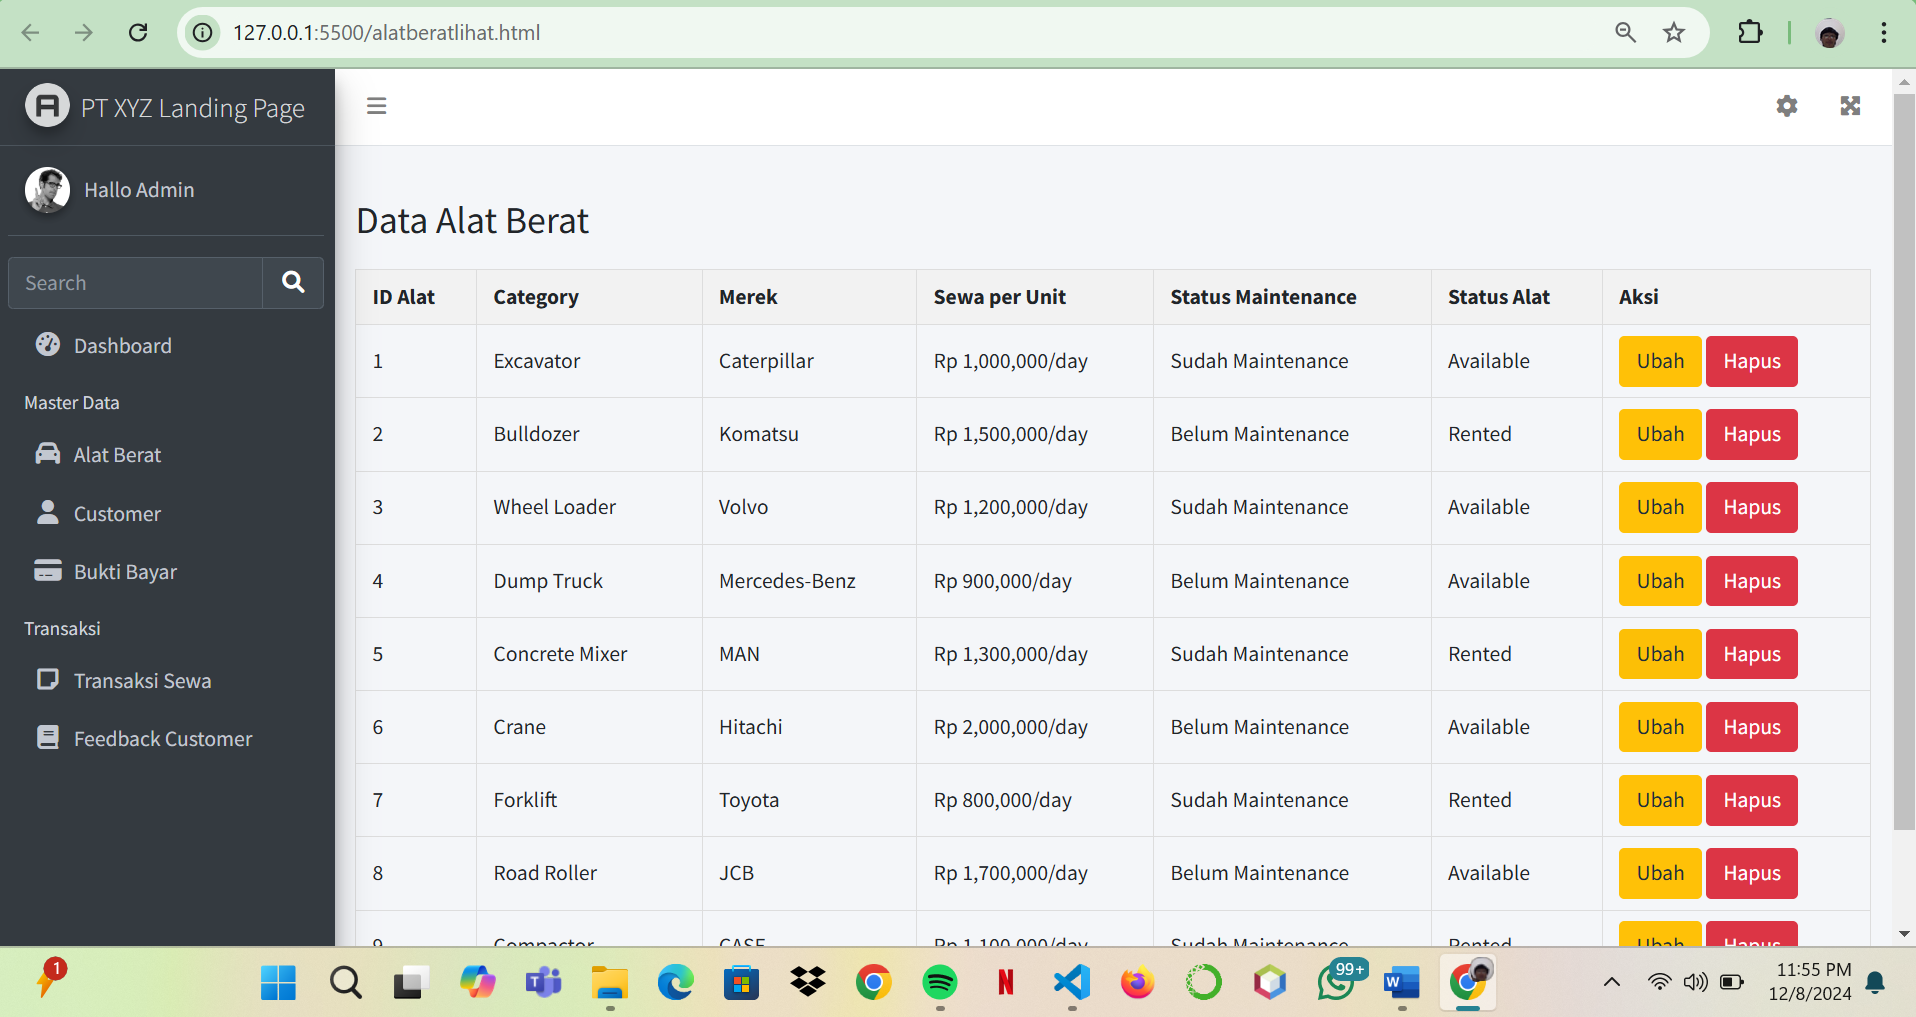 127.0.0.1:5500/alatberatlihat.html
PT XYZ Landing Page
Hallo Admin
Search
Dashboard
Master Data
Alat Berat
Customer
Bukti Bayar
Transaksi
Transaksi Sewa
Feedback Customer
Data Alat Berat
ID Alat Category Merek Sewa per Unit Status Maintenance Status Alat Aksi
1 Excavator Caterpillar Rp 1,000,000/day Sudah Maintenance Available Ubah Hapus
2 Bulldozer Komatsu Rp 1,500,000/day Belum Maintenance Rented Ubah Hapus
3 Wheel Loader Volvo Rp 1,200,000/day Sudah Maintenance Available Ubah Hapus
4 Dump Truck Mercedes-Benz Rp 900,000/day Belum Maintenance Available Ubah Hapus
5 Concrete Mixer MAN Rp 1,300,000/day Sudah Maintenance Rented Ubah Hapus
6 Crane Hitachi Rp 2,000,000/day Belum Maintenance Available Ubah Hapus
7 Forklift Toyota Rp 800,000/day Sudah Maintenance Rented Ubah Hapus
8 Road Roller JCB Rp 1,700,000/day Belum Maintenance Available Ubah Hapus
9 Compactor CASE Rp 1,100,000/day Sudah Maintenance Rented Ubah Hapus
1
99+
11:55 PM
12/8/2024